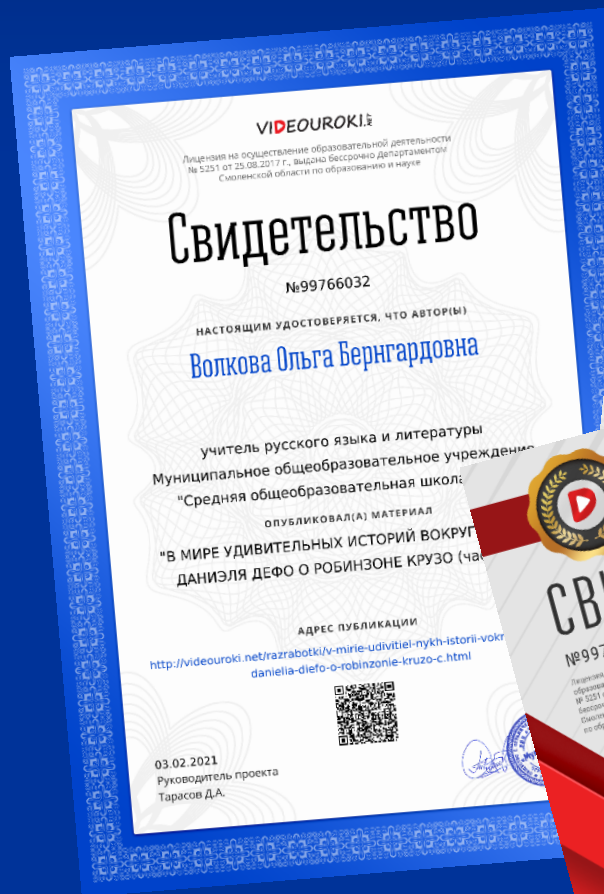 VIDEOUROKI.NET
Лицензия на осуществление образовательной деятельности
№ 5251 от 25.08.2017 г., выдана бессрочно Департаментом
Смоленской области по образованию и науке
Свидетельство
№99766032
НАСТОЯЩИМ УДОСТОВЕРЯЕТСЯ, ЧТО АВТОР(Ы)
Волкова Ольга Бернгардовна
учитель русского языка и литературы
Муниципальное общеобразовательное учреждение
"Средняя общеобразовательная школа
ОПУБЛИКОВАЛ(А) МАТЕРИАЛ
"В МИРЕ УДИВИТЕЛЬНЫХ ИСТОРИЙ ВОКРУГ
ДАНИЭЛЯ ДЕФО О РОБИНЗОНЕ КРУЗО
АДРЕС ПУБЛИКАЦИИ
http://videouroki.net/razrabotki/v-mirie-udivitiel-nykh-istorii-vokr
danielia-diefo-o-robinzonie-kruzo-c.html
03.02.2021
Руководитель проекта
Тарасов Д.А.
СВ
№997
№ 5251